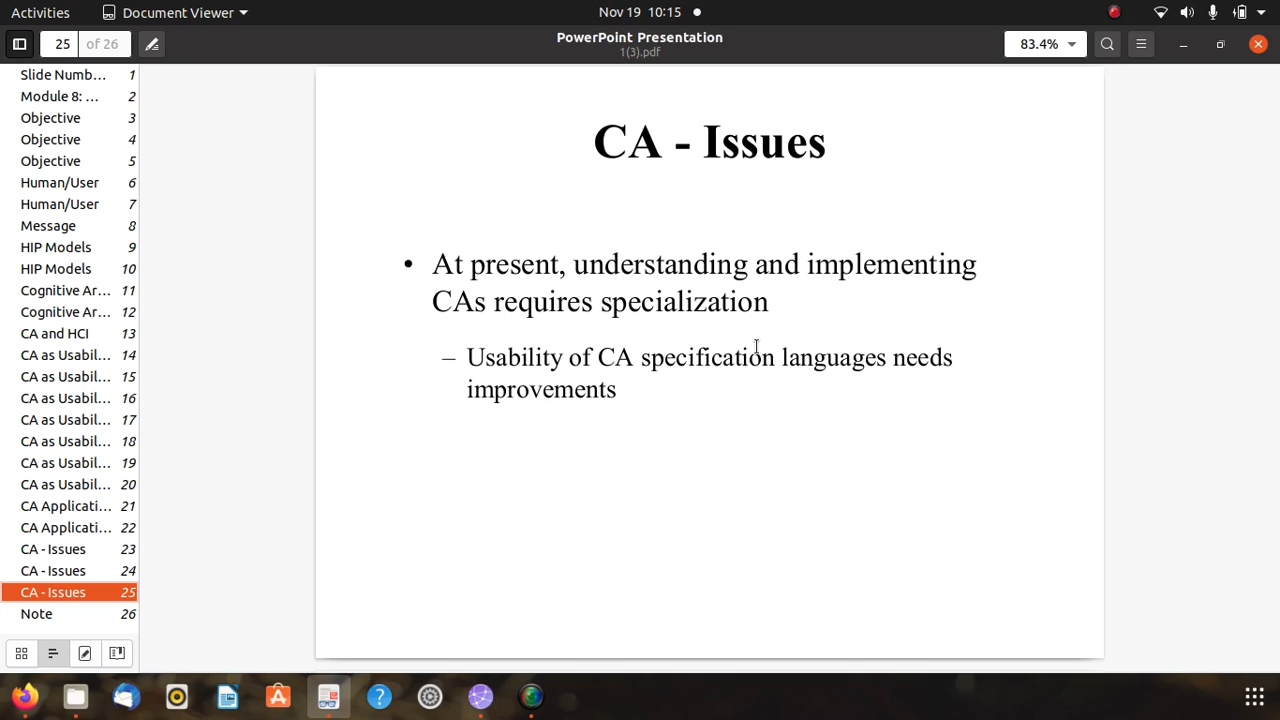 Activities
Document Viewer
Nov 19 10:15
25 of 26
PowerPoint Presentation
1(3).pdf
83.4%
Slide Numb... 1
Module 8: ... 2
Objective 3
Objective 4
Objective 5
Human/User 6
Human/User 7
Message 8
HIP Models 9
HIP Models 10
Cognitive Ar... 11
Cognitive Ar... 12
CA and HCI 13
CA as Usabil... 14
CA as Usabil... 15
CA as Usabil... 16
CA as Usabil... 17
CA as Usabil... 18
CA as Usabil... 19
CA as Usabil... 20
CA Applicati... 21
CA Applicati... 22
CA - Issues 23
CA - Issues 24
CA - Issues 25
Note 26
CA - Issues
• At present, understanding and implementing
CAs requires specialization
– Usability of CA specification languages needs
improvements